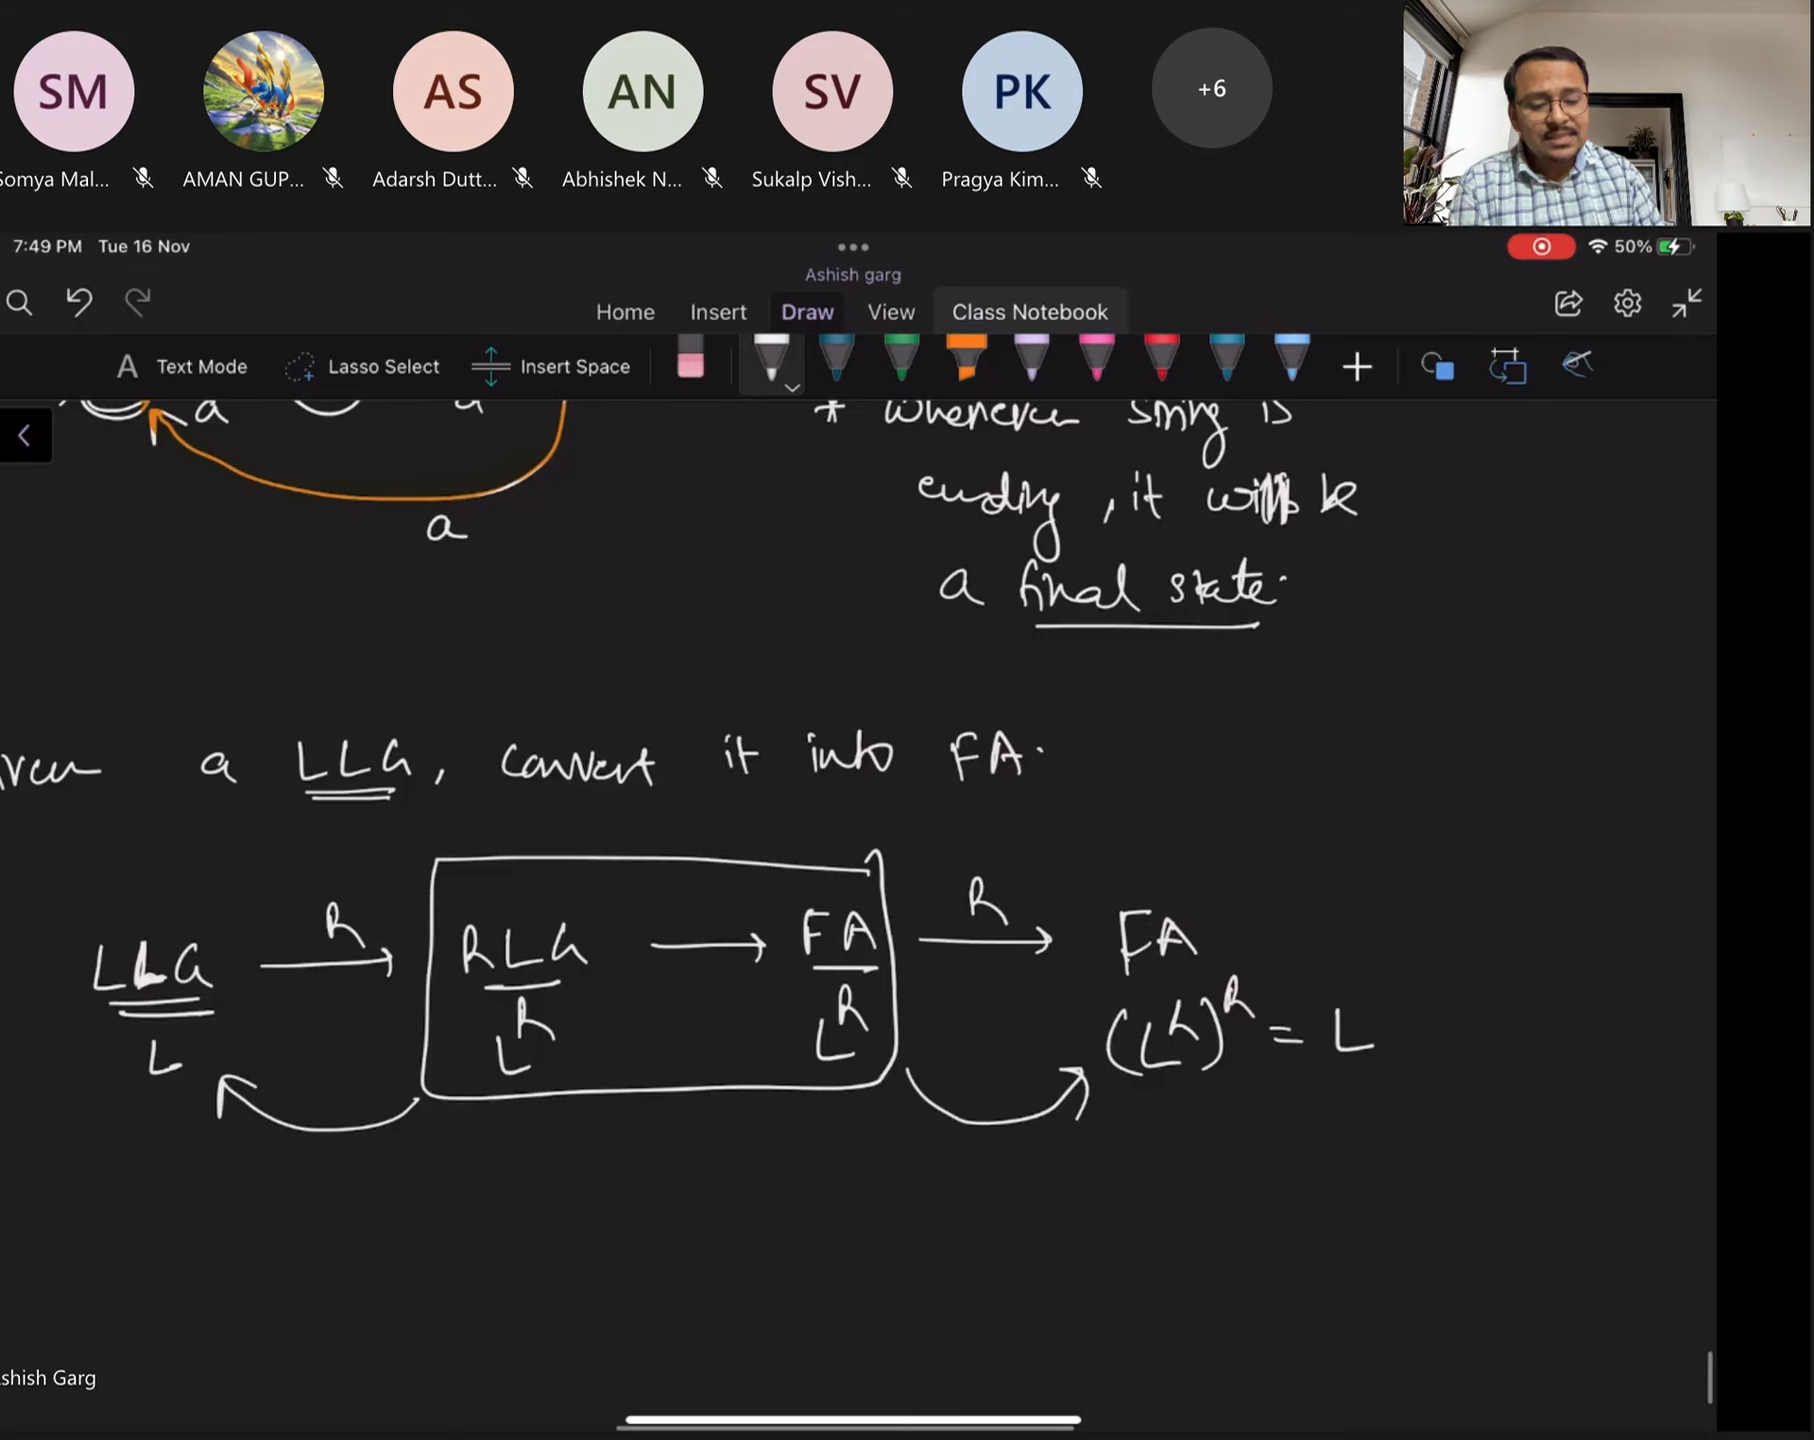 SM AS AN SV PK +6
Somya Mal... AMAN GUP... Adarsh Dutt... Abhishek N... Sukalp Vish... Pragya Kim...
7:49 PM Tue 16 Nov
50%
Ashish garg
Home Insert Draw View Class Notebook
A Text Mode Lasso Select Insert Space
a a * whenever string is
ending, it will be
a
a final state.
iven a LLG, convert it into FA.
R R
LLG RLG FA FA
L L^R L^R (L^R)^R = L
shish Garg